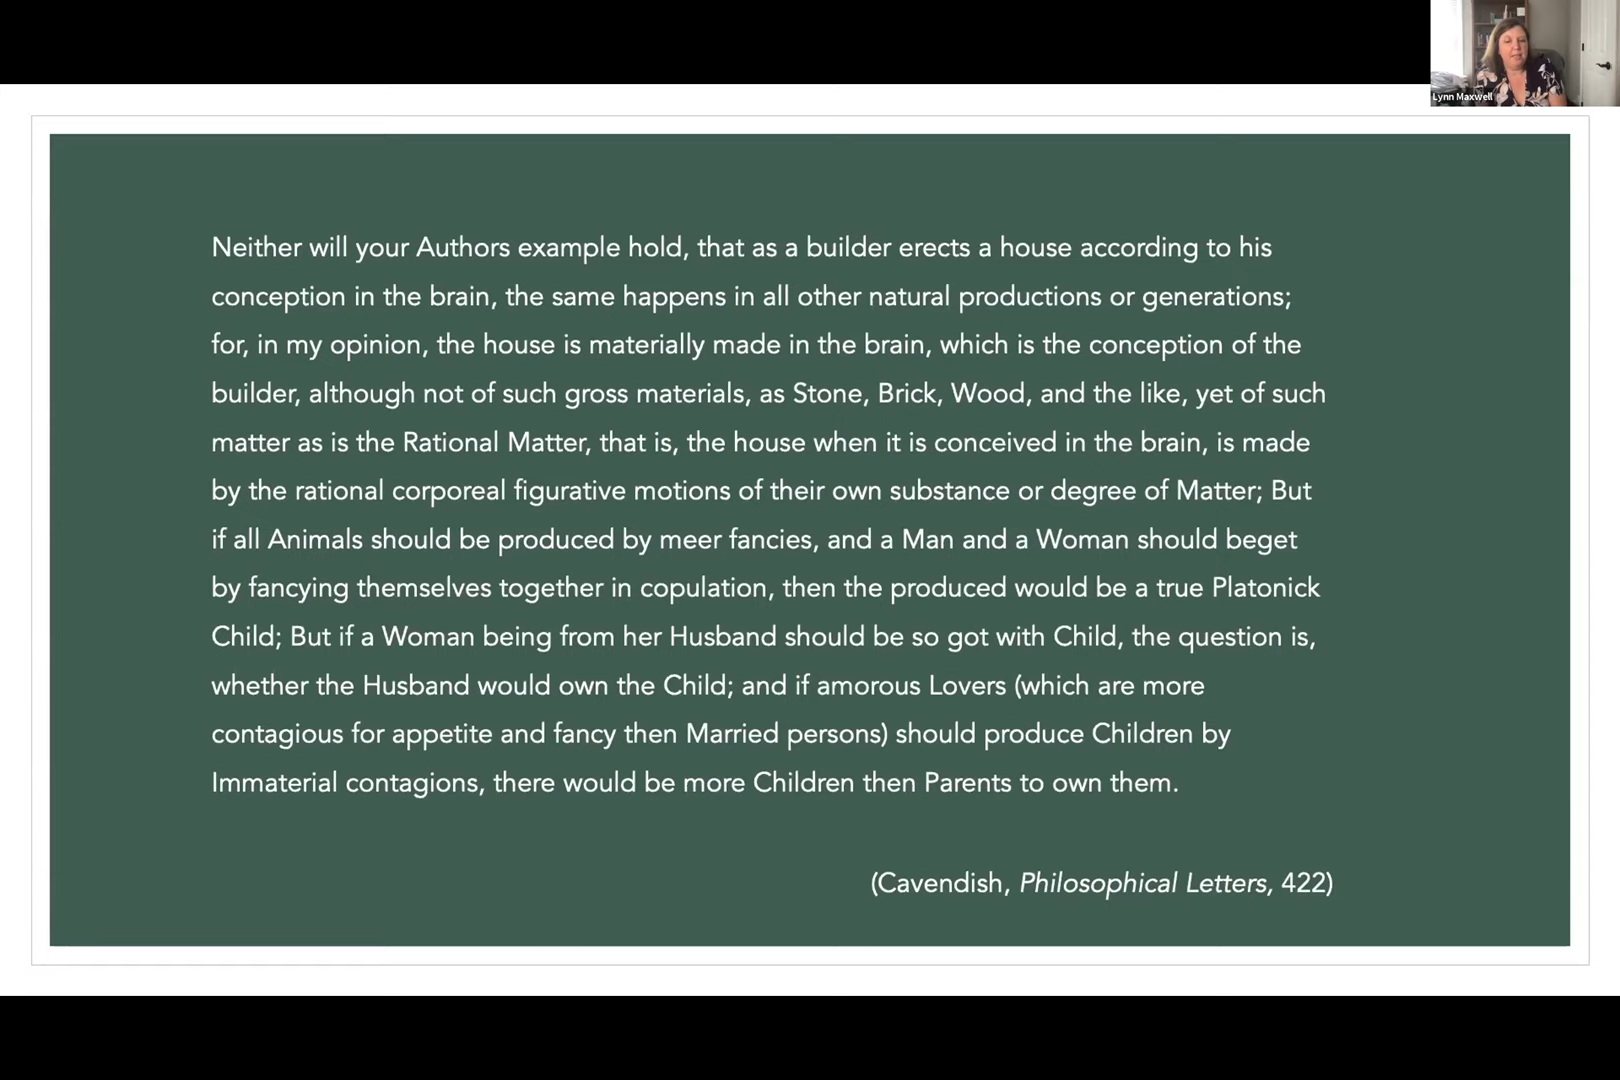 Lynn Maxwell
Neither will your Authors example hold, that as a builder erects a house according to his
conception in the brain, the same happens in all other natural productions or generations;
for, in my opinion, the house is materially made in the brain, which is the conception of the
builder, although not of such gross materials, as Stone, Brick, Wood, and the like, yet of such
matter as is the Rational Matter, that is, the house when it is conceived in the brain, is made
by the rational corporeal figurative motions of their own substance or degree of Matter; But
if all Animals should be produced by meer fancies, and a Man and a Woman should beget
by fancying themselves together in copulation, then the produced would be a true Platonick
Child; But if a Woman being from her Husband should be so got with Child, the question is,
whether the Husband would own the Child; and if amorous Lovers (which are more
contagious for appetite and fancy then Married persons) should produce Children by
Immaterial contagions, there would be more Children then Parents to own them.
(Cavendish, Philosophical Letters, 422)